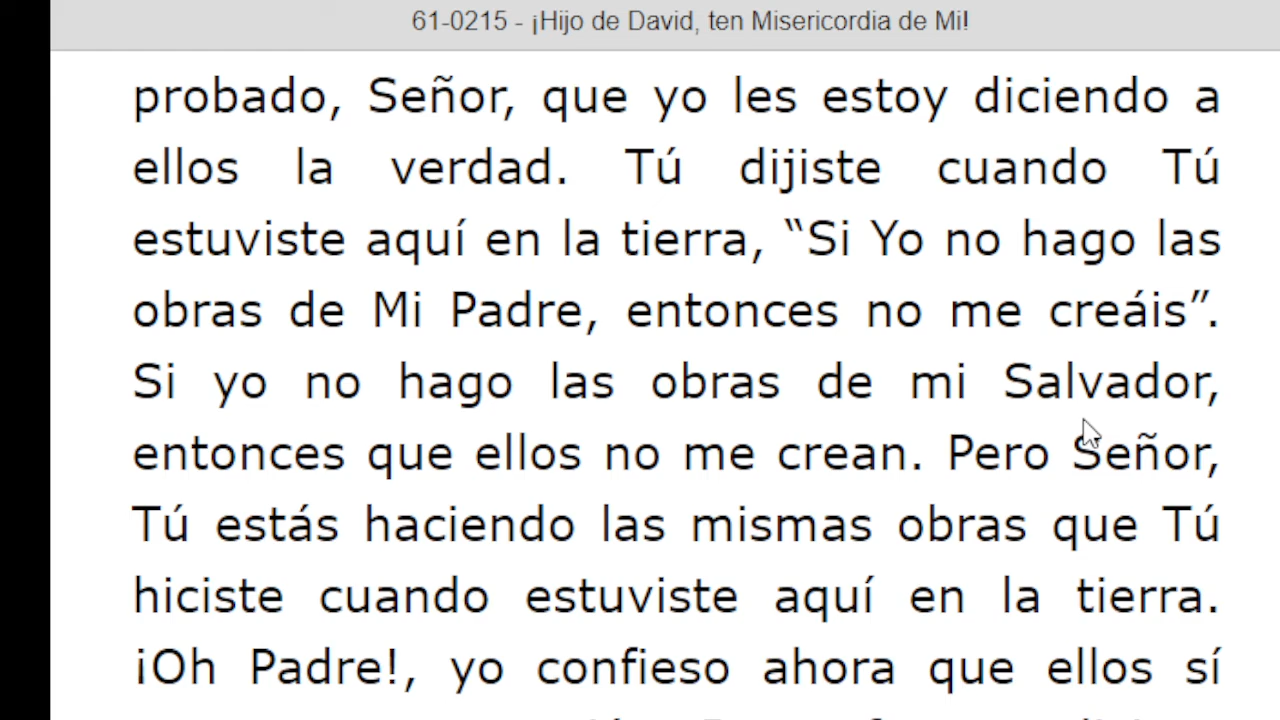 61-0215 - ¡Hijo de David, ten Misericordia de Mi!
probado, Señor, que yo les estoy diciendo a
ellos la verdad. Tú dijiste cuando Tú
estuviste aquí en la tierra, “Si Yo no hago las
obras de Mi Padre, entonces no me creáis”.
Si yo no hago las obras de mi Salvador,
entonces que ellos no me crean. Pero Señor,
Tú estás haciendo las mismas obras que Tú
hiciste cuando estuviste aquí en la tierra.
¡Oh Padre!, yo confieso ahora que ellos sí